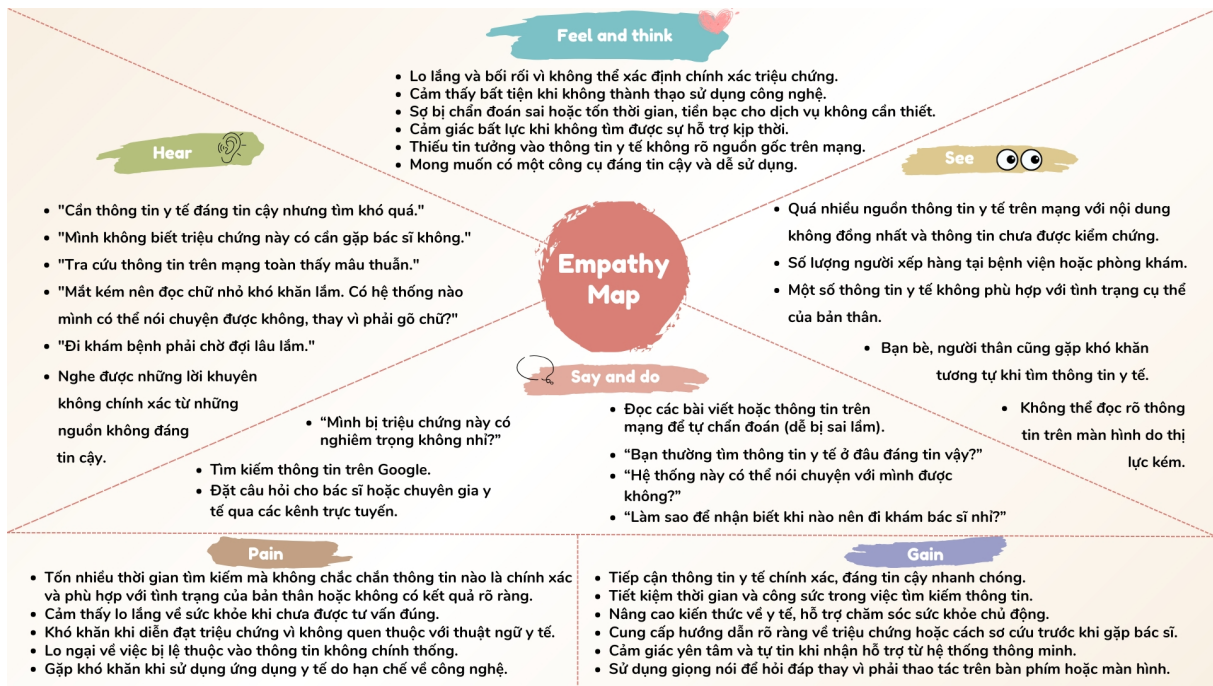 Feel and think
• Lo lắng và bối rối vì không thể xác định chính xác triệu chứng.
• Cảm thấy bất tiện khi không thành thạo sử dụng công nghệ.
• Sợ bị chẩn đoán sai hoặc tốn thời gian, tiền bạc cho dịch vụ không cần thiết.
• Cảm giác bất lực khi không tìm được sự hỗ trợ kịp thời.
• Thiếu tin tưởng vào thông tin y tế không rõ nguồn gốc trên mạng.
• Mong muốn có một công cụ đáng tin cậy và dễ sử dụng.
Hear
• "Cần thông tin y tế đáng tin cậy nhưng tìm khó quá."
• "Mình không biết triệu chứng này có cần gặp bác sĩ không."
• "Tra cứu thông tin trên mạng toàn thấy mâu thuẫn."
• "Mắt kém nên đọc chữ nhỏ khó khăn lắm. Có hệ thống nào
mình có thể nói chuyện được không, thay vì phải gõ chữ?"
• "Đi khám bệnh phải chờ đợi lâu lắm."
• Nghe được những lời khuyên
không chính xác từ những
nguồn không đáng
tin cậy.
Empathy
Map
See
• Quá nhiều nguồn thông tin y tế trên mạng với nội dung
không đồng nhất và thông tin chưa được kiểm chứng.
• Số lượng người xếp hàng tại bệnh viện hoặc phòng khám.
• Một số thông tin y tế không phù hợp với tình trạng cụ thể
của bản thân.
• Bạn bè, người thân cũng gặp khó khăn
tương tự khi tìm thông tin y tế.
• Không thể đọc rõ thông
tin trên màn hình do thị
lực kém.
Say and do
• “Mình bị triệu chứng này có
nghiêm trọng không nhỉ?”
• Tìm kiếm thông tin trên Google.
• Đặt câu hỏi cho bác sĩ hoặc chuyên gia y
tế qua các kênh trực tuyến.
• Đọc các bài viết hoặc thông tin trên
mạng để tự chẩn đoán (dễ bị sai lầm).
• “Bạn thường tìm thông tin y tế ở đâu đáng tin vậy?”
• “Hệ thống này có thể nói chuyện với mình được
không?”
• “Làm sao để nhận biết khi nào nên đi khám bác sĩ nhỉ?”
Pain
• Tốn nhiều thời gian tìm kiếm mà không chắc chắn thông tin nào là chính xác
và phù hợp với tình trạng của bản thân hoặc không có kết quả rõ ràng.
• Cảm thấy lo lắng về sức khỏe khi chưa được tư vấn đúng.
• Khó khăn khi diễn đạt triệu chứng vì không quen thuộc với thuật ngữ y tế.
• Lo ngại về việc bị lệ thuộc vào thông tin không chính thống.
• Gặp khó khăn khi sử dụng ứng dụng y tế do hạn chế về công nghệ.
Gain
• Tiếp cận thông tin y tế chính xác, đáng tin cậy nhanh chóng.
• Tiết kiệm thời gian và công sức trong việc tìm kiếm thông tin.
• Nâng cao kiến thức về y tế, hỗ trợ chăm sóc sức khỏe chủ động.
• Cung cấp hướng dẫn rõ ràng về triệu chứng hoặc cách sơ cứu trước khi gặp bác sĩ.
• Cảm giác yên tâm và tự tin khi nhận hỗ trợ từ hệ thống thông minh.
• Sử dụng giọng nói để hỏi đáp thay vì phải thao tác trên bàn phím hoặc màn hình.